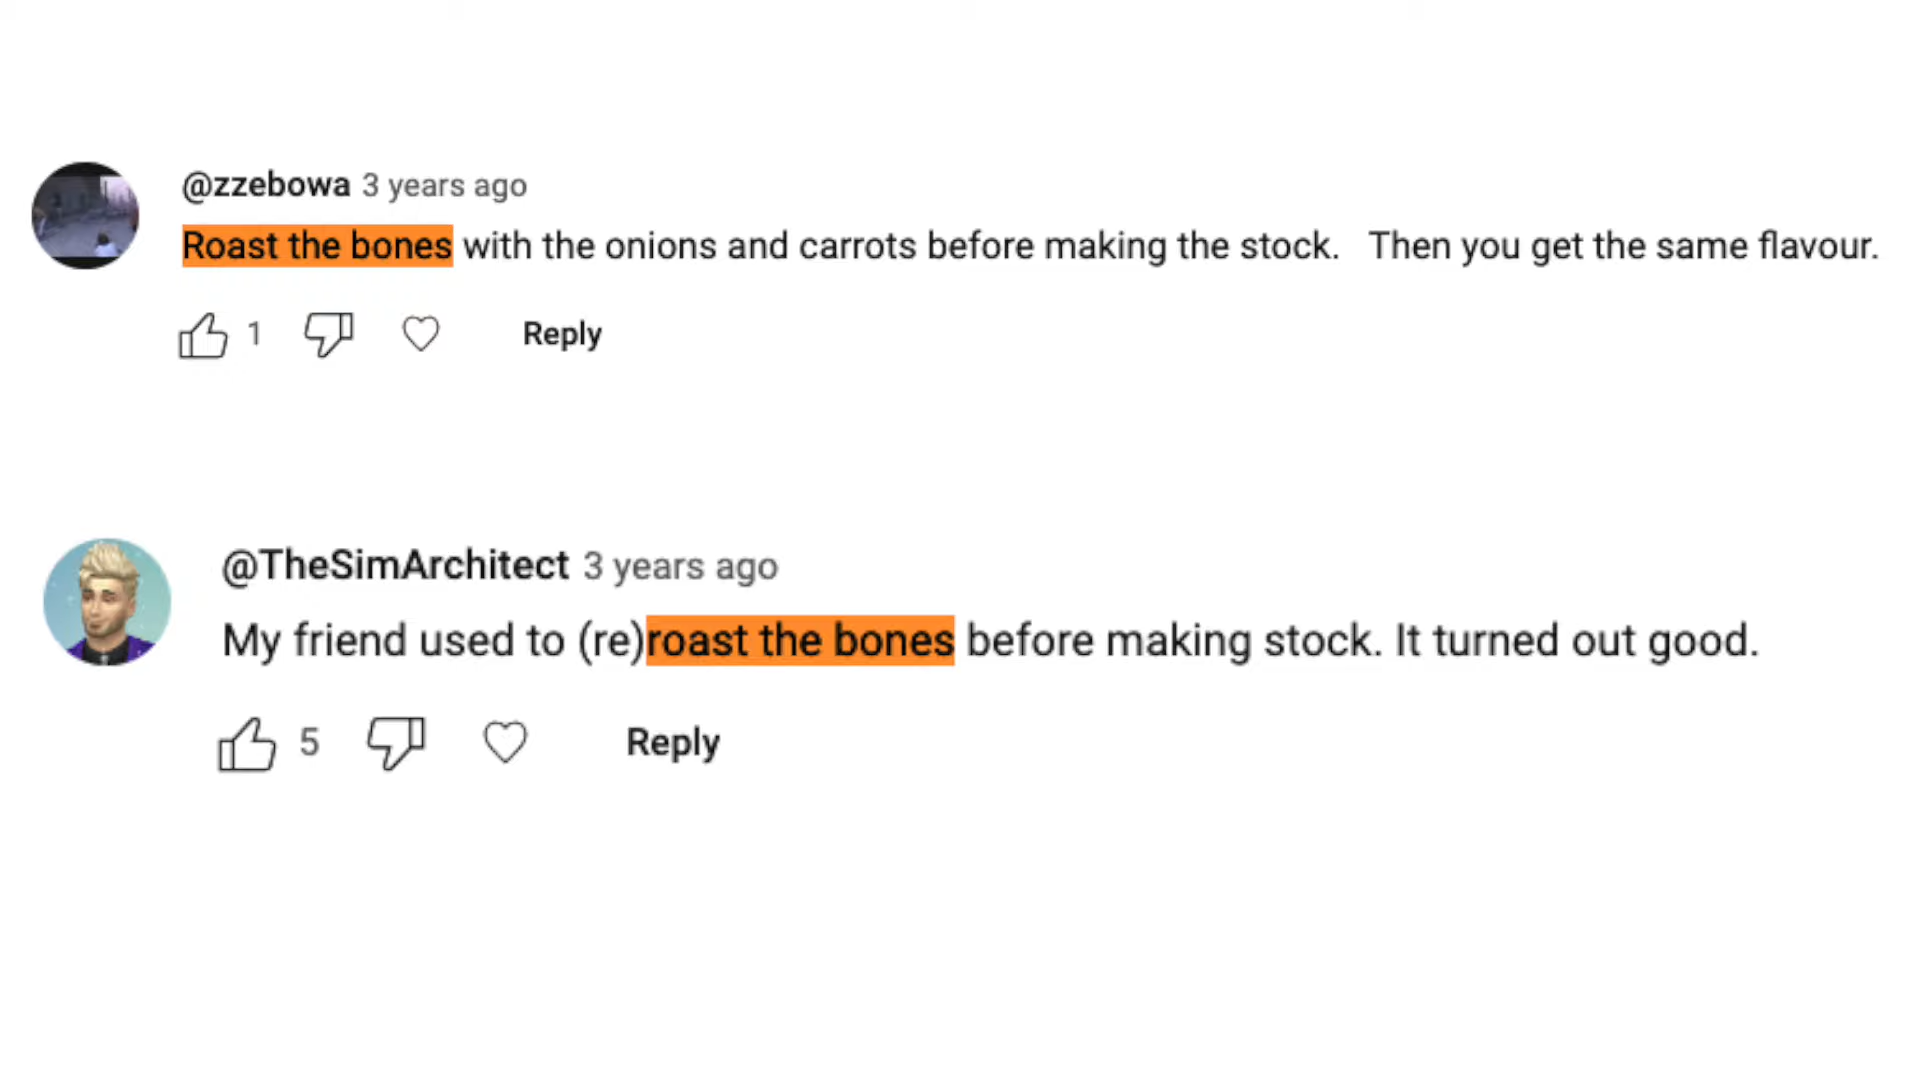 @zzebowa 3 years ago
Roast the bones with the onions and carrots before making the stock.   Then you get the same flavour.
1 Reply
@TheSimArchitect 3 years ago
My friend used to (re)roast the bones before making stock. It turned out good.
5 Reply